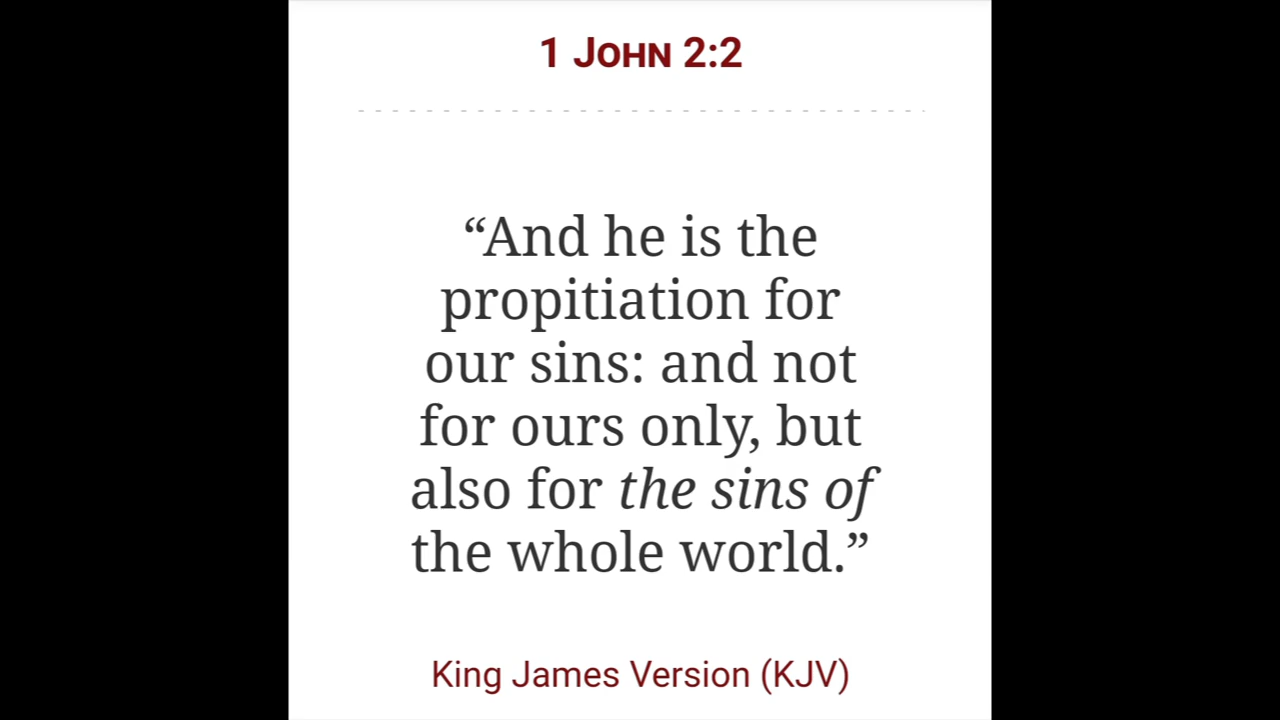 1 John 2:2
“And he is the
propitiation for
our sins: and not
for ours only, but
also for the sins of
the whole world.”
King James Version (KJV)